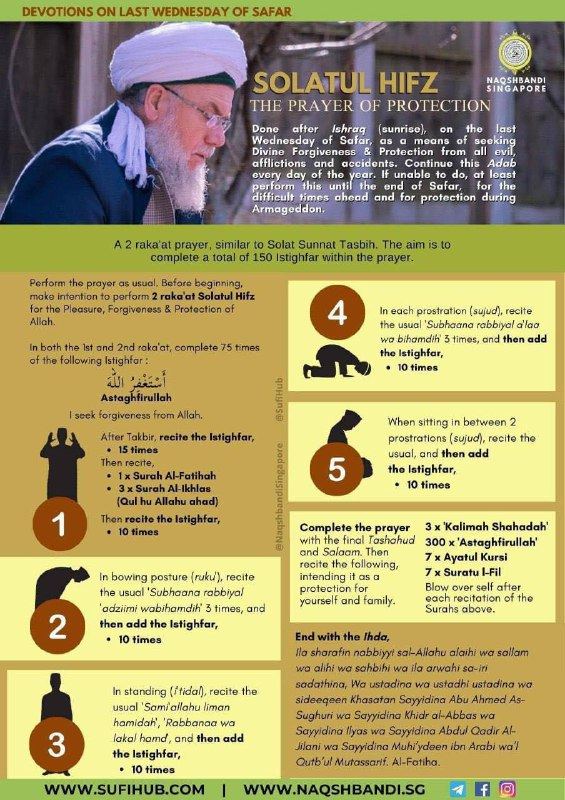 DEVOTIONS ON LAST WEDNESDAY OF SAFAR
NAQSHBANDI
SINGAPORE
SOLATUL HIFZ
THE PRAYER OF PROTECTION
Done after Ishraq (sunrise), on the last
Wednesday of Safar, as a means of seeking
Divine Forgiveness & Protection from all evil,
afflictions and accidents. Continue this Adab
every day of the year. If unable to do, at least
perform this until the end of Safar, for the
difficult times ahead and for protection during
Armageddon.
A 2 raka'at prayer, similar to Solat Sunnat Tasbih. The aim is to
complete a total of 150 Istighfar within the prayer.
Perform the prayer as usual. Before beginning,
make intention to perform 2 raka'at Solatul Hifz
for the Pleasure, Forgiveness & Protection of
Allah.
In both the 1st and 2nd raka'at, complete 75 times
of the following Istighfar :
أَسْتَغْفِرُ اللّٰهَ
Astaghfirullah
I seek forgiveness from Allah.
1
After Takbir, recite the Istighfar,
• 15 times
Then recite,
• 1 x Surah Al-Fatihah
• 3 x Surah Al-Ikhlas
(Qul hu Allahu ahad)
Then recite the Istighfar,
• 10 times
2
In bowing posture (ruku'), recite
the usual 'Subhaana rabbiyal
'adziimi wabihamdih' 3 times, and
then add the Istighfar,
• 10 times
3
In standing (i'tidal), recite the
usual 'Sami'allahu liman
hamidah', 'Rabbanaa wa
lakal hamd', and then add
the Istighfar,
• 10 times
@NaqshbandiSingapore @SufiHub
4
In each prostration (sujud), recite
the usual 'Subhaana rabbiyal a'laa
wa bihamdih' 3 times, and then add
the Istighfar,
• 10 times
5
When sitting in between 2
prostrations (sujud), recite the
usual, and then add
the Istighfar,
• 10 times
Complete the prayer
with the final Tashahud
and Salaam. Then
recite the following,
intending it as a
protection for
yourself and family.
3 x 'Kalimah Shahadah'
300 x 'Astaghfirullah'
7 x Ayatul Kursi
7 x Suratu l-Fil
Blow over self after
each recitation of the
Surahs above.
End with the Ihda,
Ila sharafin nabbiyyi sal-Allahu alaihi wa sallam
wa alihi wa sahbihi wa ila arwahi sa-iri
sadathina, Wa ustadina wa ustadhi ustadina wa
sideeqeen Khasatan Sayyidina Abu Ahmed As-
Sughuri wa Sayyidina Khidr al-Abbas wa
Sayyidina Ilyas wa Sayyidina Abdul Qadir Al-
Jilani wa Sayyidina Muhi'ydeen ibn Arabi wa'l
Qutb'ul Mutassarif. Al-Fatiha.
WWW.SUFIHUB.COM | WWW.NAQSHBANDI.SG